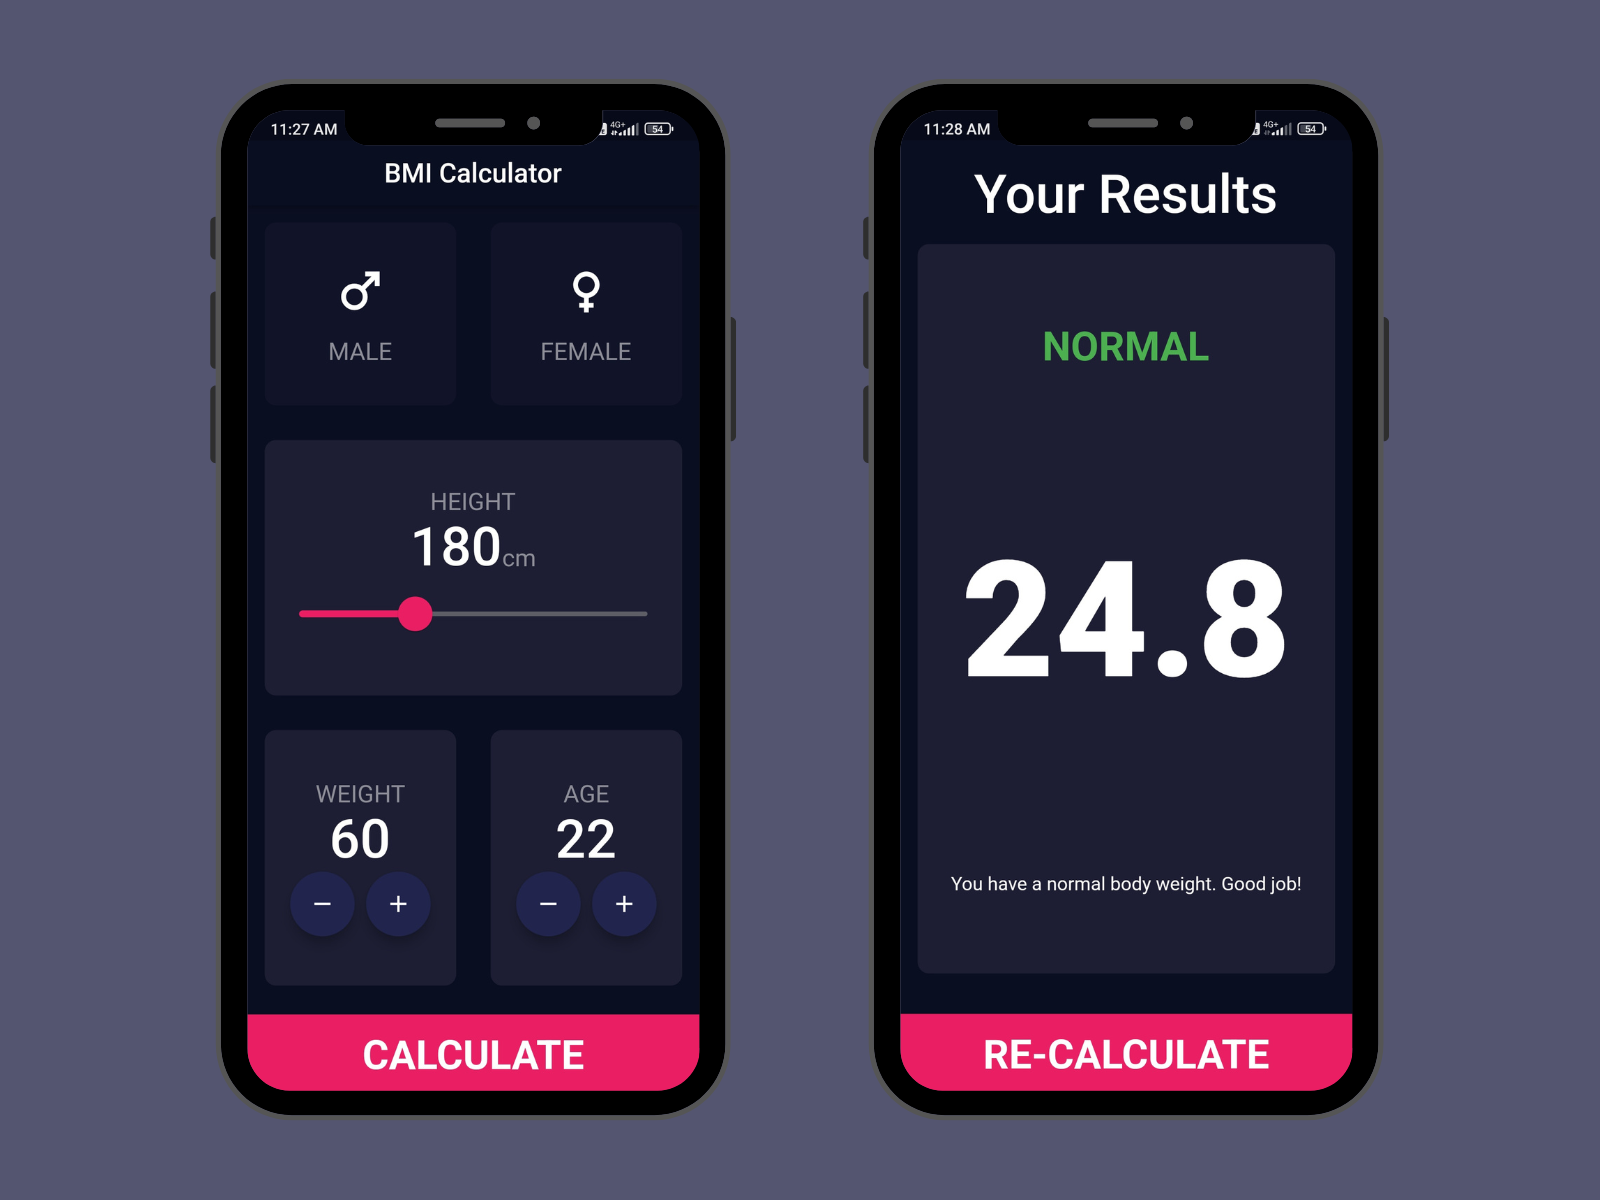 11:27 AM
4G+
54
BMI Calculator
MALE
FEMALE
HEIGHT
180cm
WEIGHT
60
AGE
22
CALCULATE
11:28 AM
4G+
54
Your Results
NORMAL
24.8
You have a normal body weight. Good job!
RE-CALCULATE